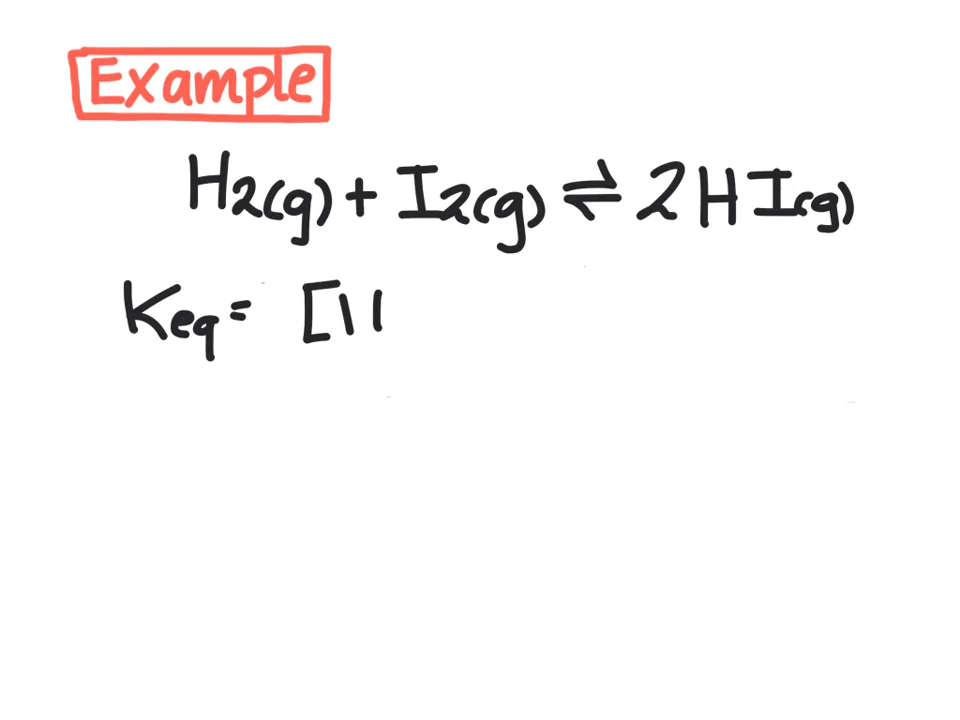 Example
H2(g) + I2(g) ⇌ 2HI(g)
Keq = [